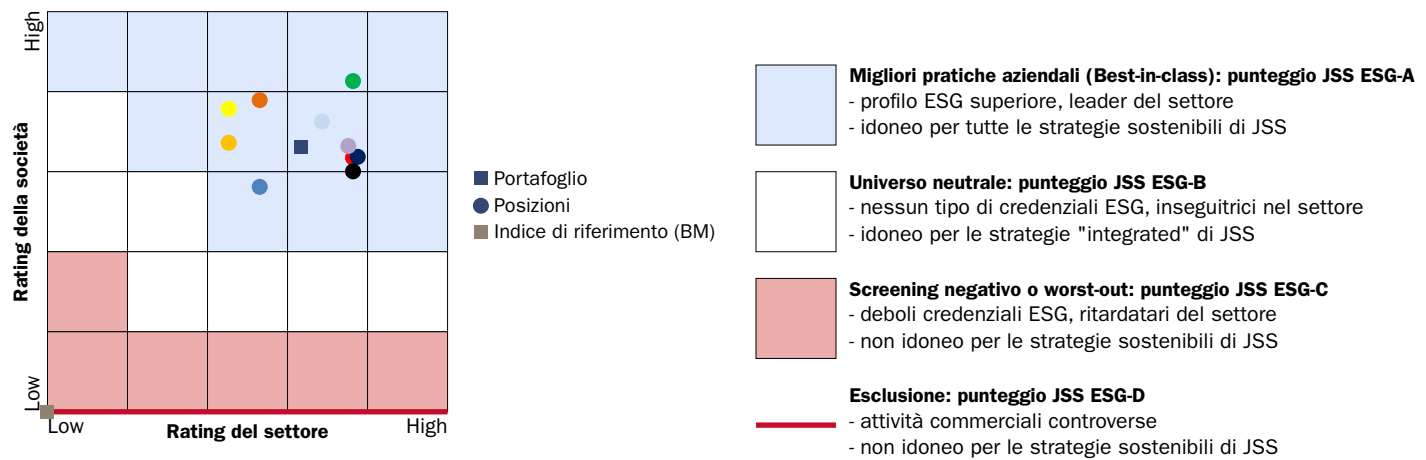 High
Rating della società
Low
Low
Rating del settore
High
Portafoglio
Posizioni
Indice di riferimento (BM)
Migliori pratiche aziendali (Best-in-class): punteggio JSS ESG-A
- profilo ESG superiore, leader del settore
- idoneo per tutte le strategie sostenibili di JSS
Universo neutrale: punteggio JSS ESG-B
- nessun tipo di credenziali ESG, inseguitrici nel settore
- idoneo per le strategie "integrated" di JSS
Screening negativo o worst-out: punteggio JSS ESG-C
- deboli credenziali ESG, ritardatari del settore
- non idoneo per le strategie sostenibili di JSS
Esclusione: punteggio JSS ESG-D
- attività commerciali controverse
- non idoneo per le strategie sostenibili di JSS